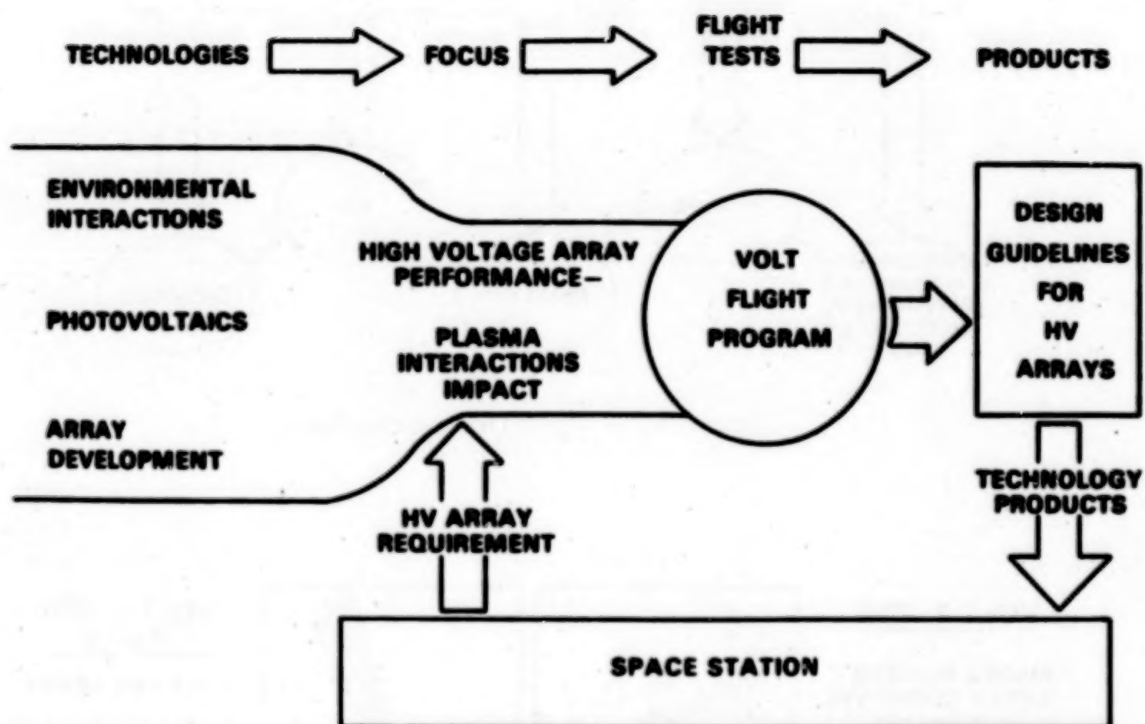 TECHNOLOGIES
FOCUS
FLIGHT
TESTS
PRODUCTS
ENVIRONMENTAL
INTERACTIONS
PHOTOVOLTAICS
ARRAY
DEVELOPMENT
HIGH VOLTAGE ARRAY
PERFORMANCE—
PLASMA
INTERACTIONS
IMPACT
VOLT
FLIGHT
PROGRAM
DESIGN
GUIDELINES
FOR
HV
ARRAYS
HV ARRAY
REQUIREMENT
TECHNOLOGY
PRODUCTS
SPACE STATION